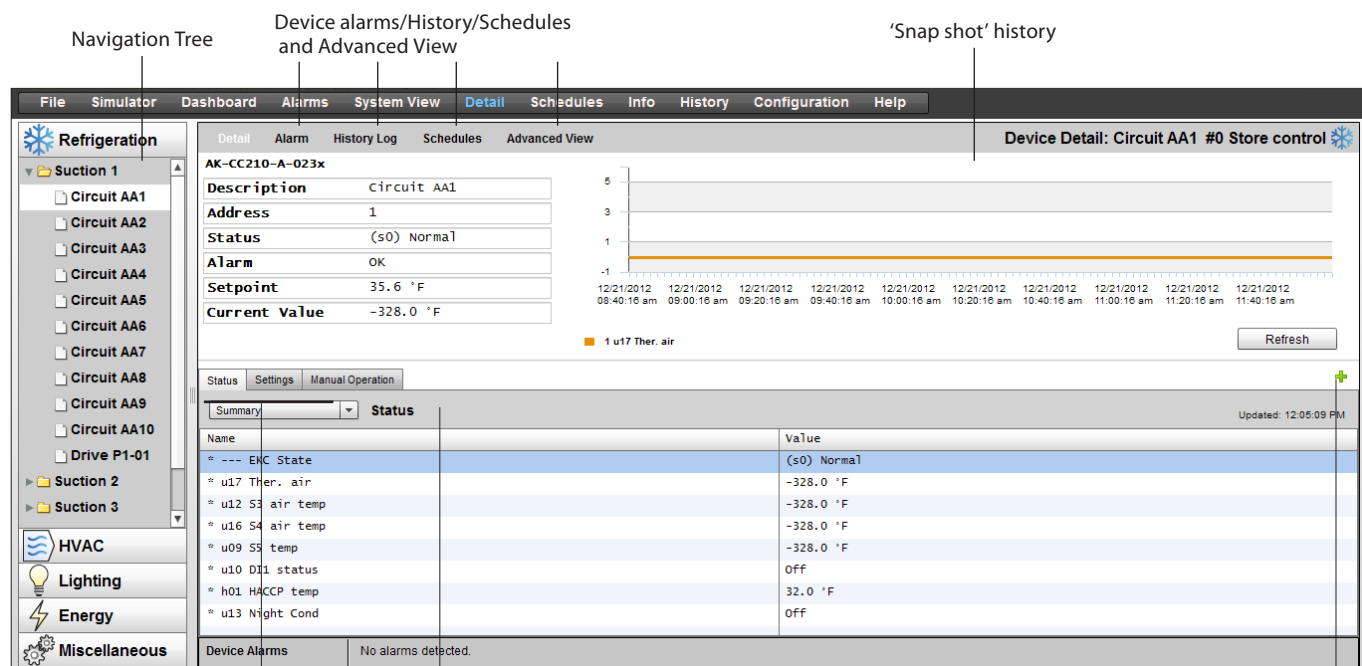 Navigation Tree
Device alarms/History/Schedules
and Advanced View
‘Snap shot’ history
File Simulator Dashboard Alarms System View Detail Schedules Info History Configuration Help
Refrigeration
Suction 1
Circuit AA1
Circuit AA2
Circuit AA3
Circuit AA4
Circuit AA5
Circuit AA6
Circuit AA7
Circuit AA8
Circuit AA9
Circuit AA10
Drive P1-01
Suction 2
Suction 3
HVAC
Lighting
Energy
Miscellaneous
Detail Alarm History Log Schedules Advanced View Device Detail: Circuit AA1 #0 Store control
AK-CC210-A-023x
Description Circuit AA1
Address 1
Status (s0) Normal
Alarm OK
Setpoint 35.6 °F
Current Value -328.0 °F
5
3
1
-1
12/21/2012 12/21/2012 12/21/2012 12/21/2012 12/21/2012 12/21/2012 12/21/2012 12/21/2012 12/21/2012 12/21/2012
08:40:16 am 09:00:16 am 09:20:16 am 09:40:16 am 10:00:16 am 10:20:16 am 10:40:16 am 11:00:16 am 11:20:16 am 11:40:16 am
1 u17 Ther. air
Refresh
Status Settings Manual Operation
Summary Status Updated: 12:05:09 PM
Name Value
* --- EKC State (s0) Normal
* u17 Ther. air -328.0 °F
* u12 S3 air temp -328.0 °F
* u16 S4 air temp -328.0 °F
* u09 S5 temp -328.0 °F
* u10 DI1 status Off
* h01 HACCP temp 32.0 °F
* u13 Night Cond Off
Device Alarms No alarms detected.